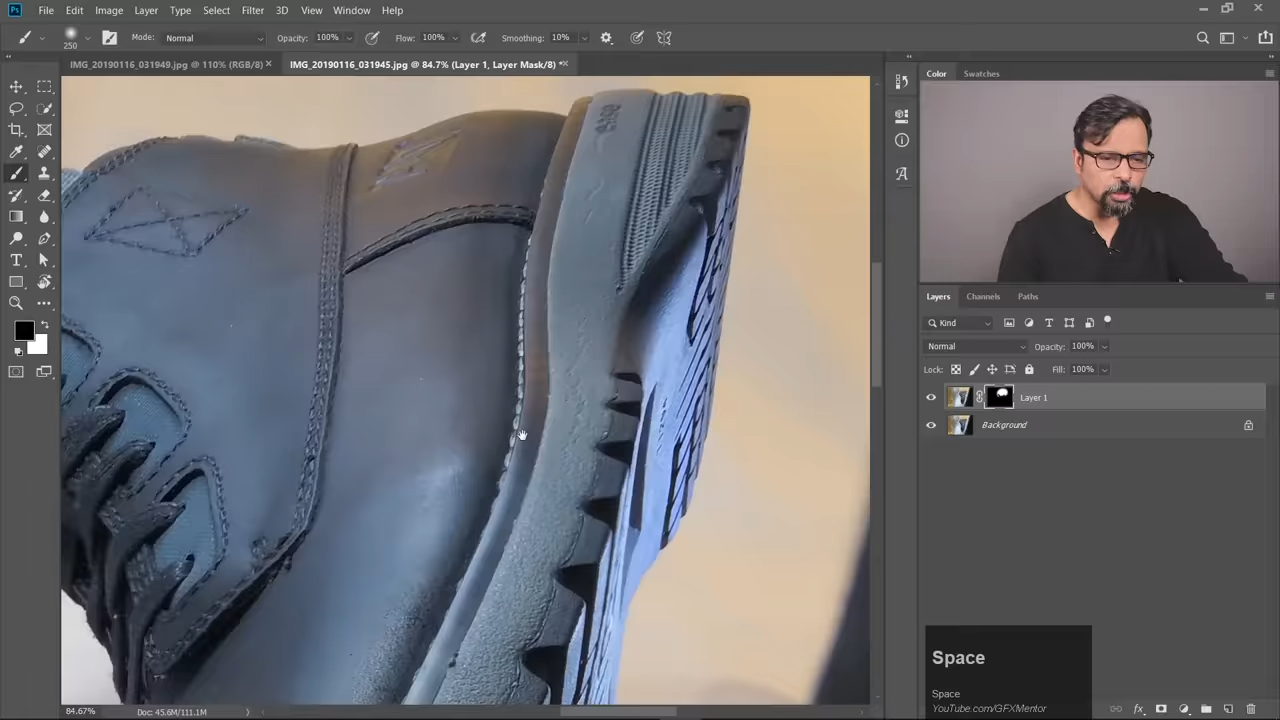 Ps File Edit Image Layer Type Select Filter 3D View Window Help
250 Mode: Normal Opacity: 100% Flow: 100% Smoothing: 10%
IMG_20190116_031949.jpg @ 110% (RGB/8) × IMG_20190116_031945.jpg @ 84.7% (Layer 1, Layer Mask/8) * ×
Color Swatches
Layers Channels Paths
Kind
Normal Opacity: 100%
Lock: Fill: 100%
Layer 1
Background
Space
Space
YouTube.com/GFXMentor
84.67% Doc: 45.6M/111.1M